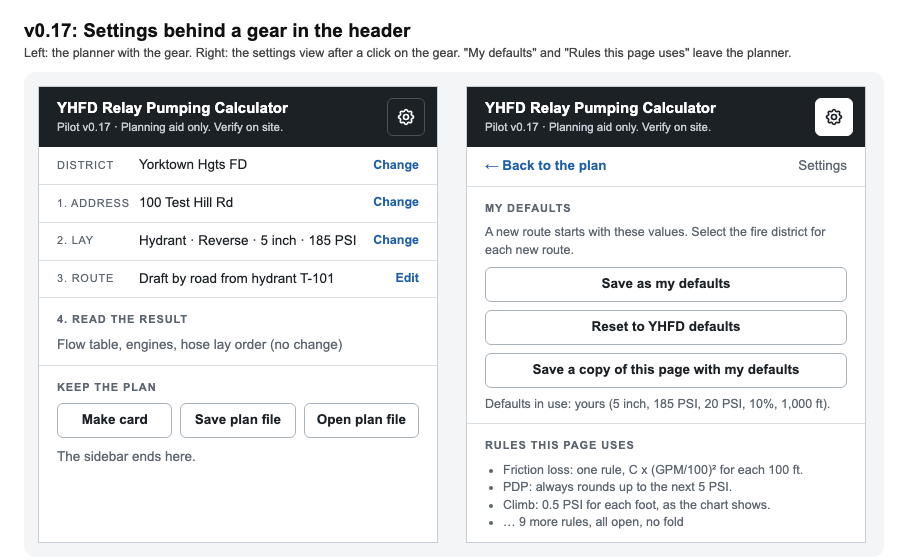 v0.17: Settings behind a gear in the header
Left: the planner with the gear. Right: the settings view after a click on the gear. "My defaults" and "Rules this page uses" leave the planner.
YHFD Relay Pumping Calculator
Pilot v0.17 · Planning aid only. Verify on site.
DISTRICT Yorktown Hgts FD Change
1. ADDRESS 100 Test Hill Rd Change
2. LAY Hydrant · Reverse · 5 inch · 185 PSI Change
3. ROUTE Draft by road from hydrant T-101 Edit
4. READ THE RESULT
Flow table, engines, hose lay order (no change)
KEEP THE PLAN
Make card Save plan file Open plan file
The sidebar ends here.
YHFD Relay Pumping Calculator
Pilot v0.17 · Planning aid only. Verify on site.
← Back to the plan Settings
MY DEFAULTS
A new route starts with these values. Select the fire district for
each new route.
Save as my defaults
Reset to YHFD defaults
Save a copy of this page with my defaults
Defaults in use: yours (5 inch, 185 PSI, 20 PSI, 10%, 1,000 ft).
RULES THIS PAGE USES
• Friction loss: one rule, C x (GPM/100)² for each 100 ft.
• PDP: always rounds up to the next 5 PSI.
• Climb: 0.5 PSI for each foot, as the chart shows.
• … 9 more rules, all open, no fold